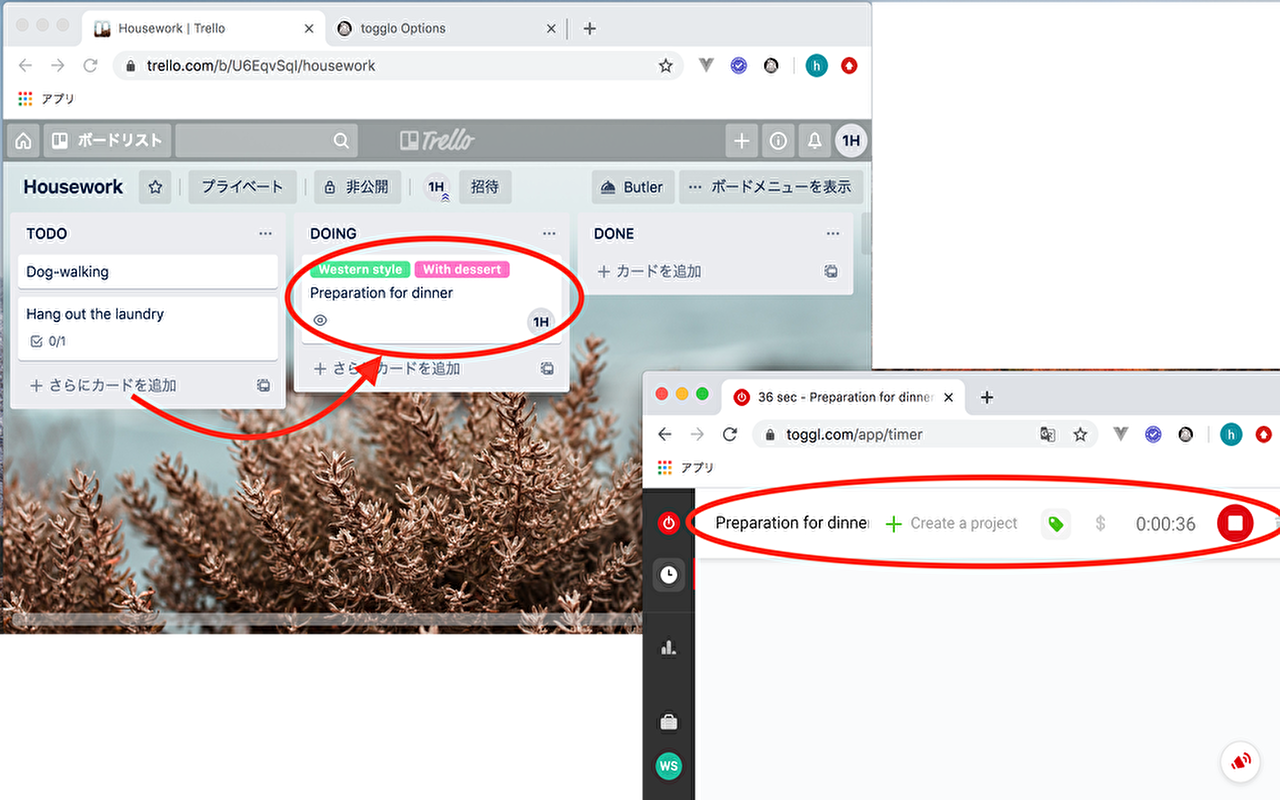 Housework | Trello
togglo Options
trello.com/b/U6EqvSqI/housework
h
アプリ
ボードリスト
Trello
1H
Housework
プライベート
非公開
1H
招待
Butler
ボードメニューを表示
TODO
Dog-walking
Hang out the laundry
0/1
さらにカードを追加
DOING
Western style
With dessert
Preparation for dinner
1H
さらにカードを追加
DONE
カードを追加
36 sec - Preparation for dinner
toggl.com/app/timer
h
アプリ
Preparation for dinner
Create a project
$
0:00:36
WS